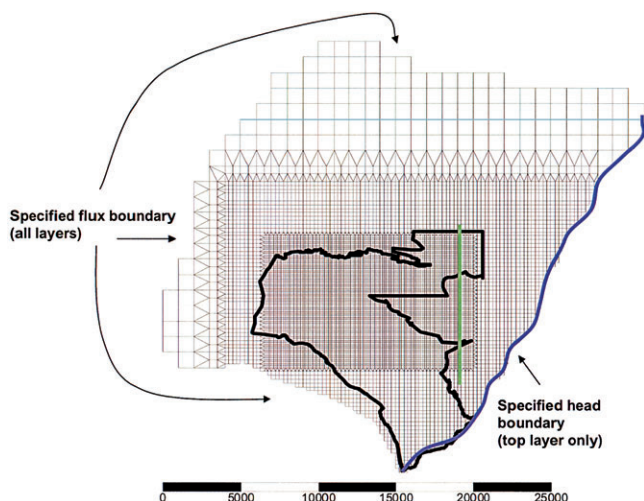 Specified flux boundary
(all layers)
Specified head
boundary
(top layer only)
0 5000 10000 15000 20000 25000